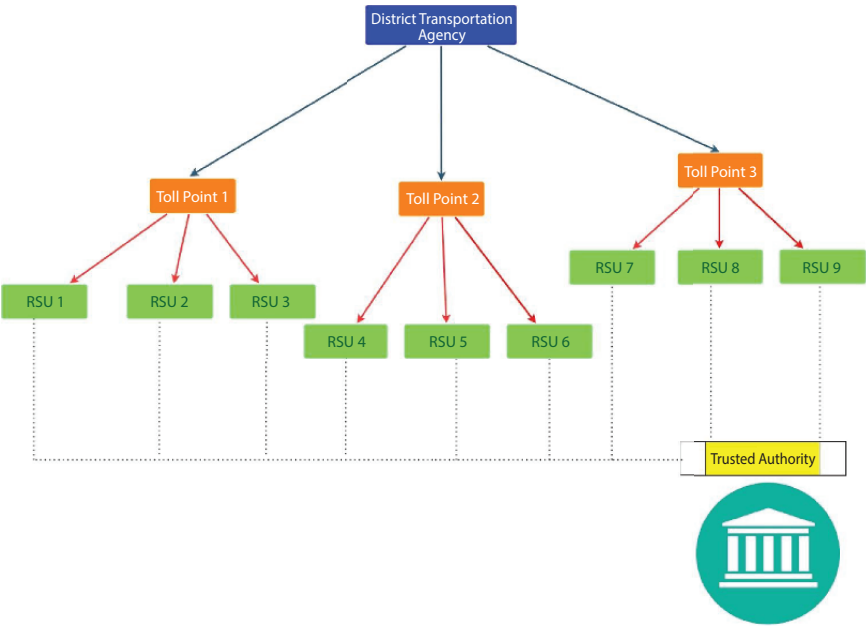 District Transportation
Agency
Toll Point 1
Toll Point 2
Toll Point 3
RSU 1
RSU 2
RSU 3
RSU 4
RSU 5
RSU 6
RSU 7
RSU 8
RSU 9
Trusted Authority